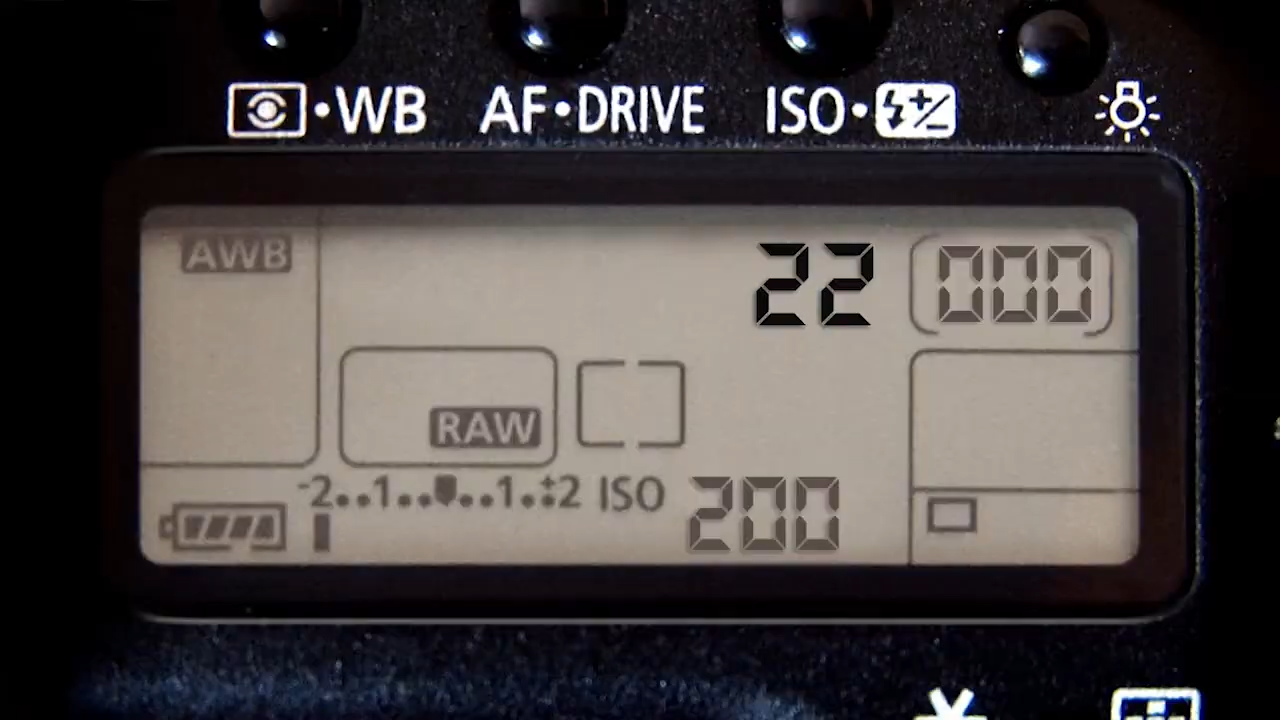 WB AF•DRIVE ISO•
AWB 22 [000]
RAW
-2..1..▼..1..+2 ISO 200